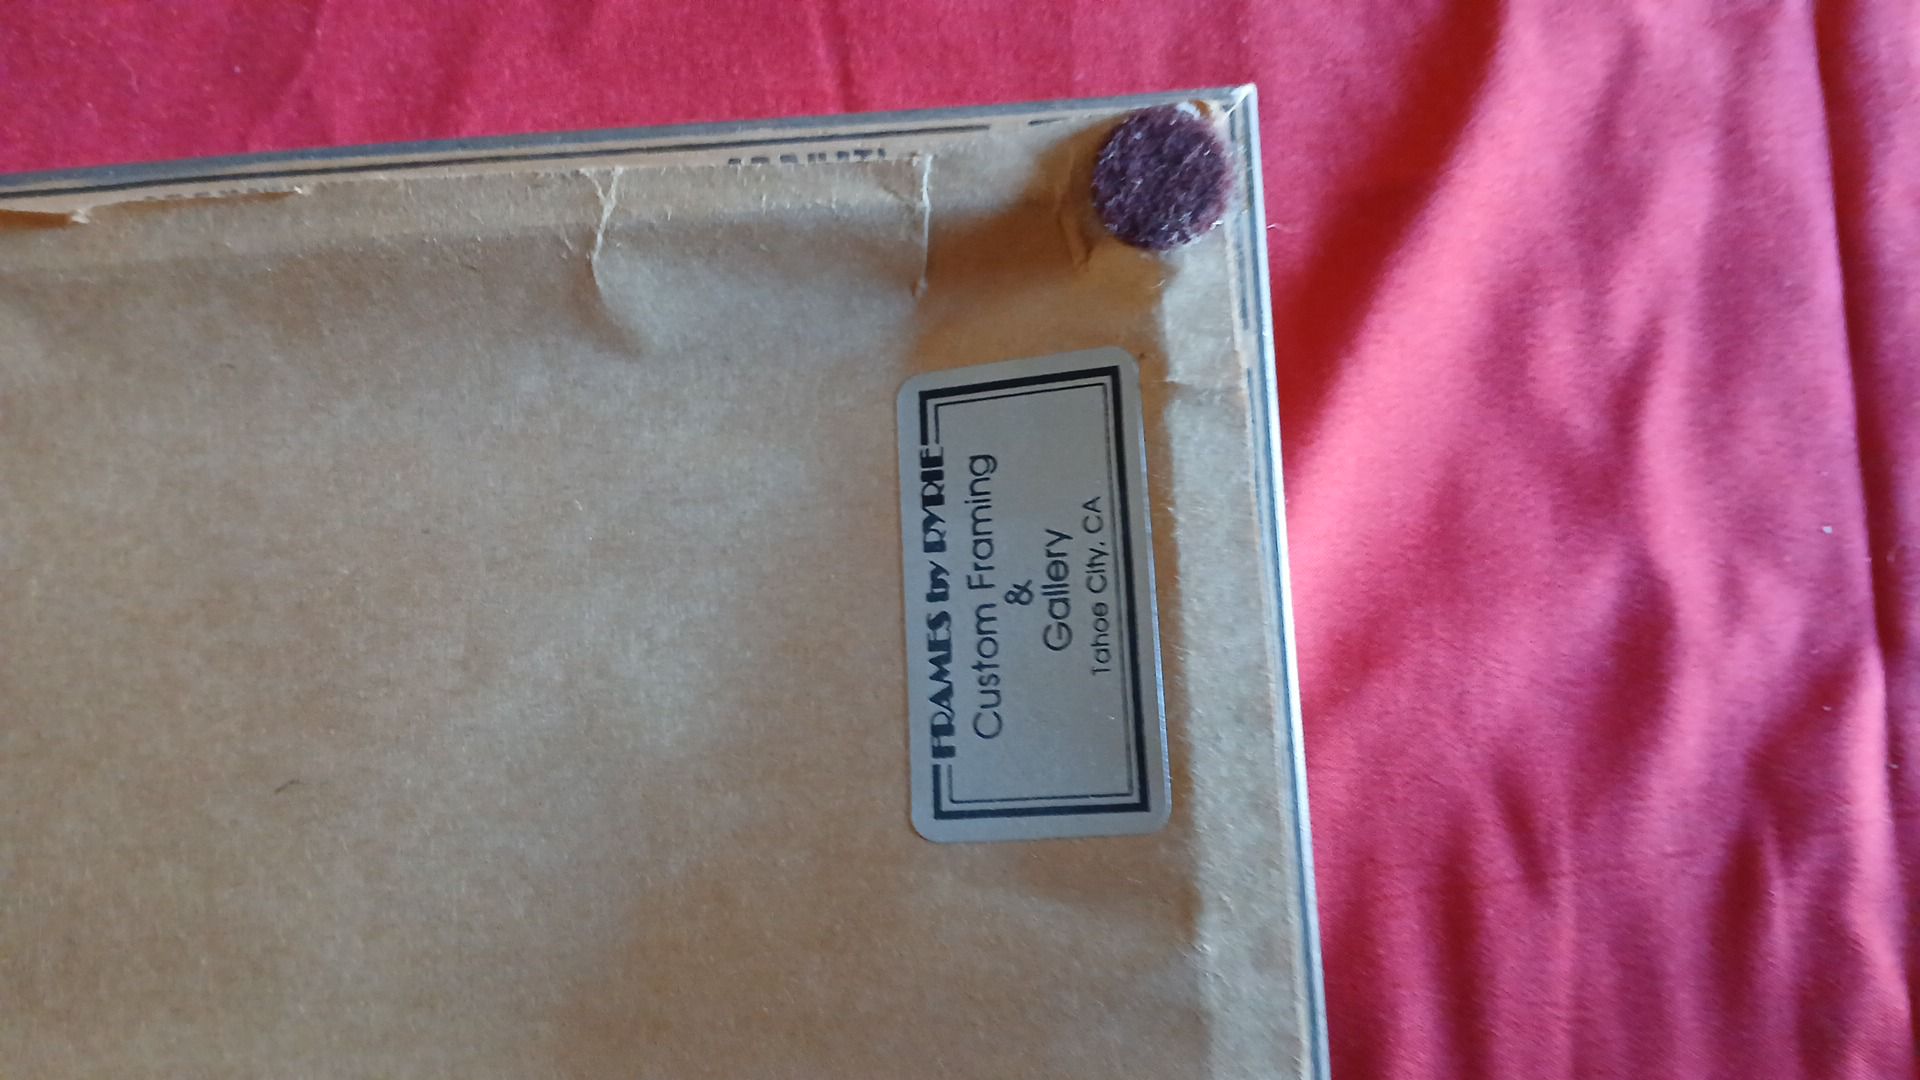 FRAMES by RYRIE
Custom Framing
&
Gallery
Tahoe City, CA